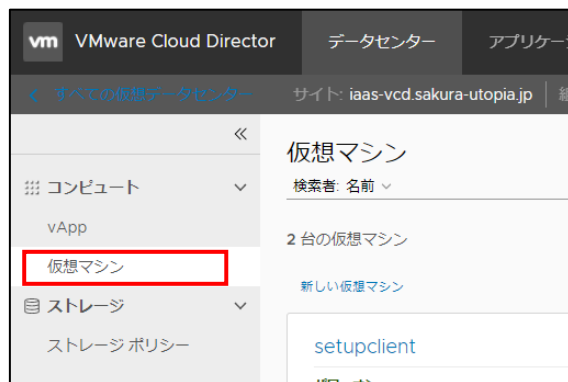 vm VMware Cloud Director データセンター アプリケー
すべての仮想データセンター サイト: iaas-vcd.sakura-utopia.jp
仮想マシン
検索者: 名前
コンピュート
vApp
2 台の仮想マシン
仮想マシン
新しい仮想マシン
ストレージ
ストレージ ポリシー
setupclient